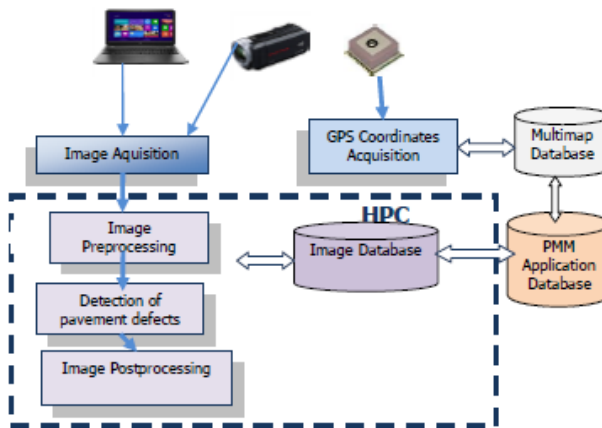 Image Aquisition
GPS Coordinates
Acquisition
Multimap
Database
HPC
Image
Preprocessing
Image Database
PMM
Application
Database
Detection of
pavement defects
Image Postprocessing